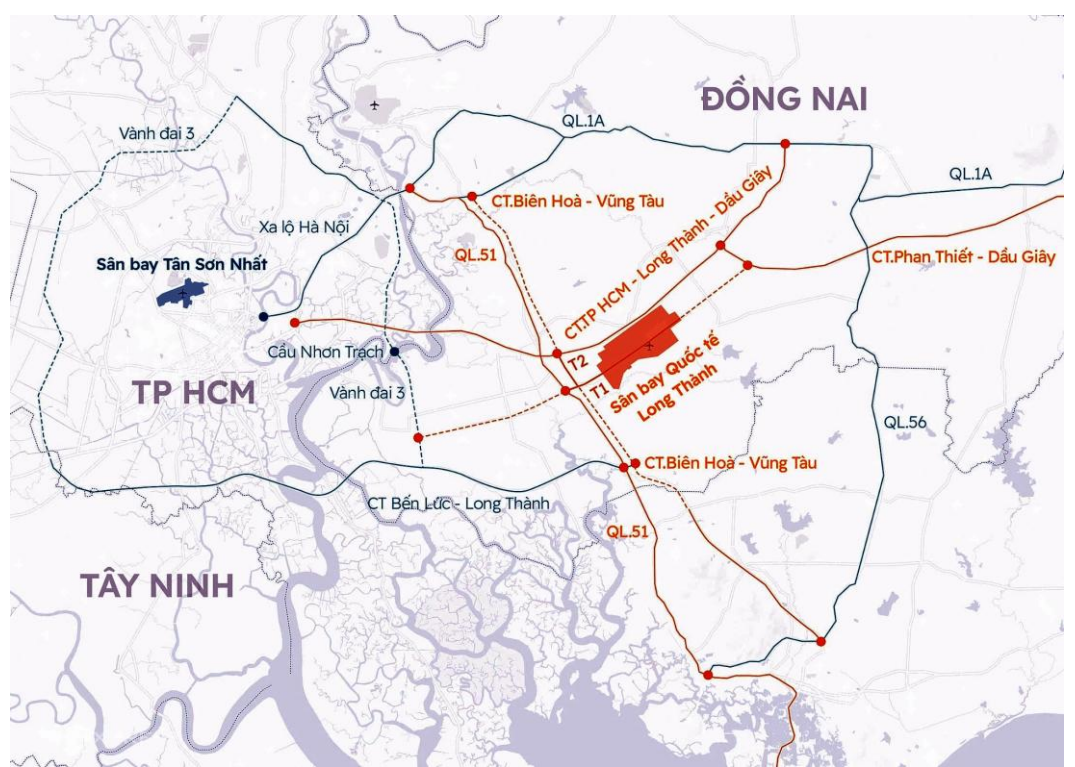 ĐỒNG NAI
QL.1A
Vành đai 3
QL.1A
CT.Biên Hoà - Vũng Tàu
Xa lộ Hà Nội
QL.51
CT.TP HCM - Long Thành - Dầu Giây
CT.Phan Thiết - Dầu Giây
Sân bay Tân Sơn Nhất
Cầu Nhơn Trạch
T2
T1
Sân bay Quốc tế
Long Thành
TP HCM
Vành đai 3
QL.56
CT.Biên Hoà - Vũng Tàu
CT Bến Lức - Long Thành
QL.51
TÂY NINH